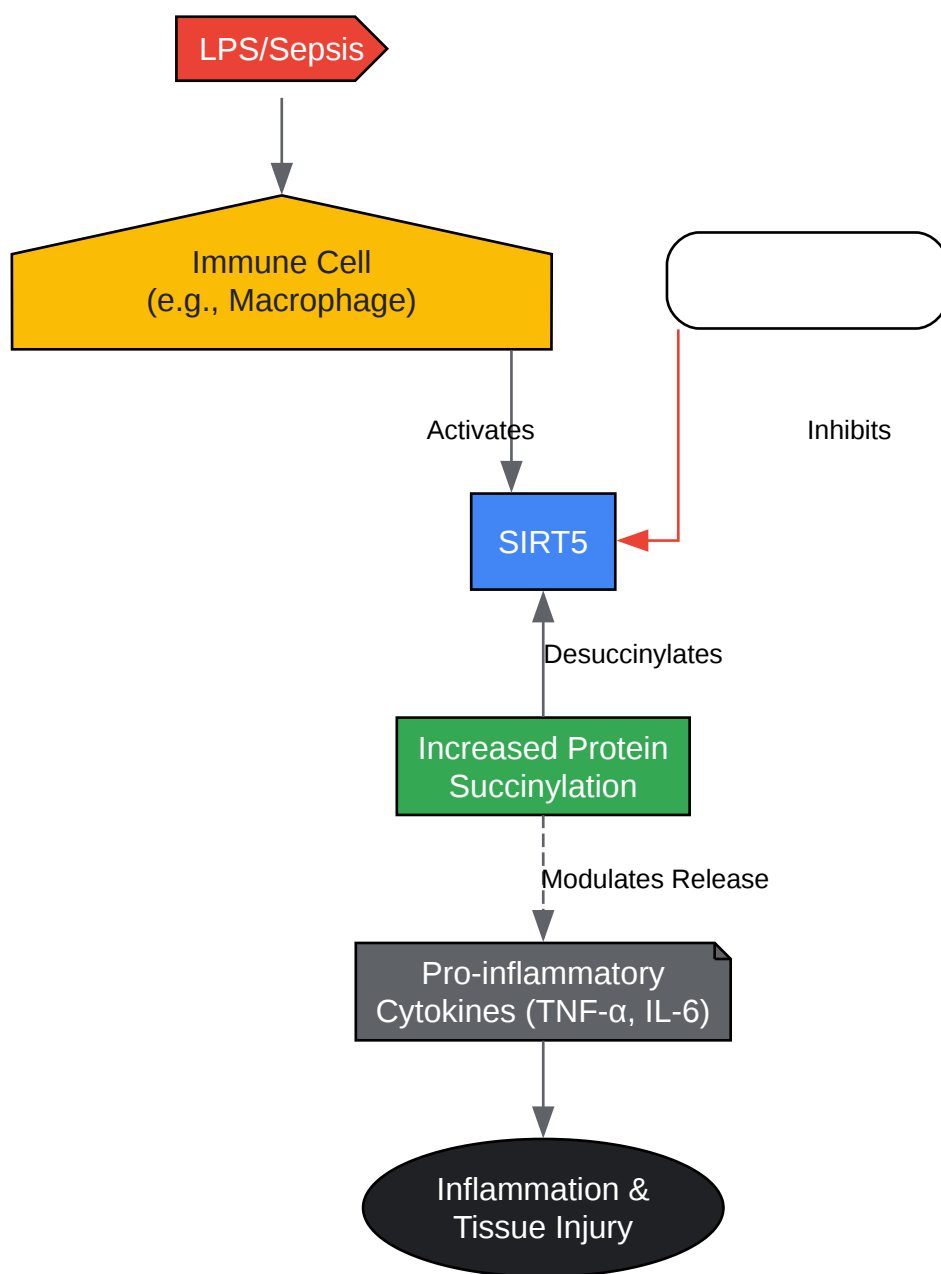 LPS/Sepsis
Immune Cell
(e.g., Macrophage)
Activates
Inhibits
SIRT5
Desuccinylates
Increased Protein
Succinylation
Modulates Release
Pro-inflammatory
Cytokines (TNF-α, IL-6)
Inflammation &
Tissue Injury